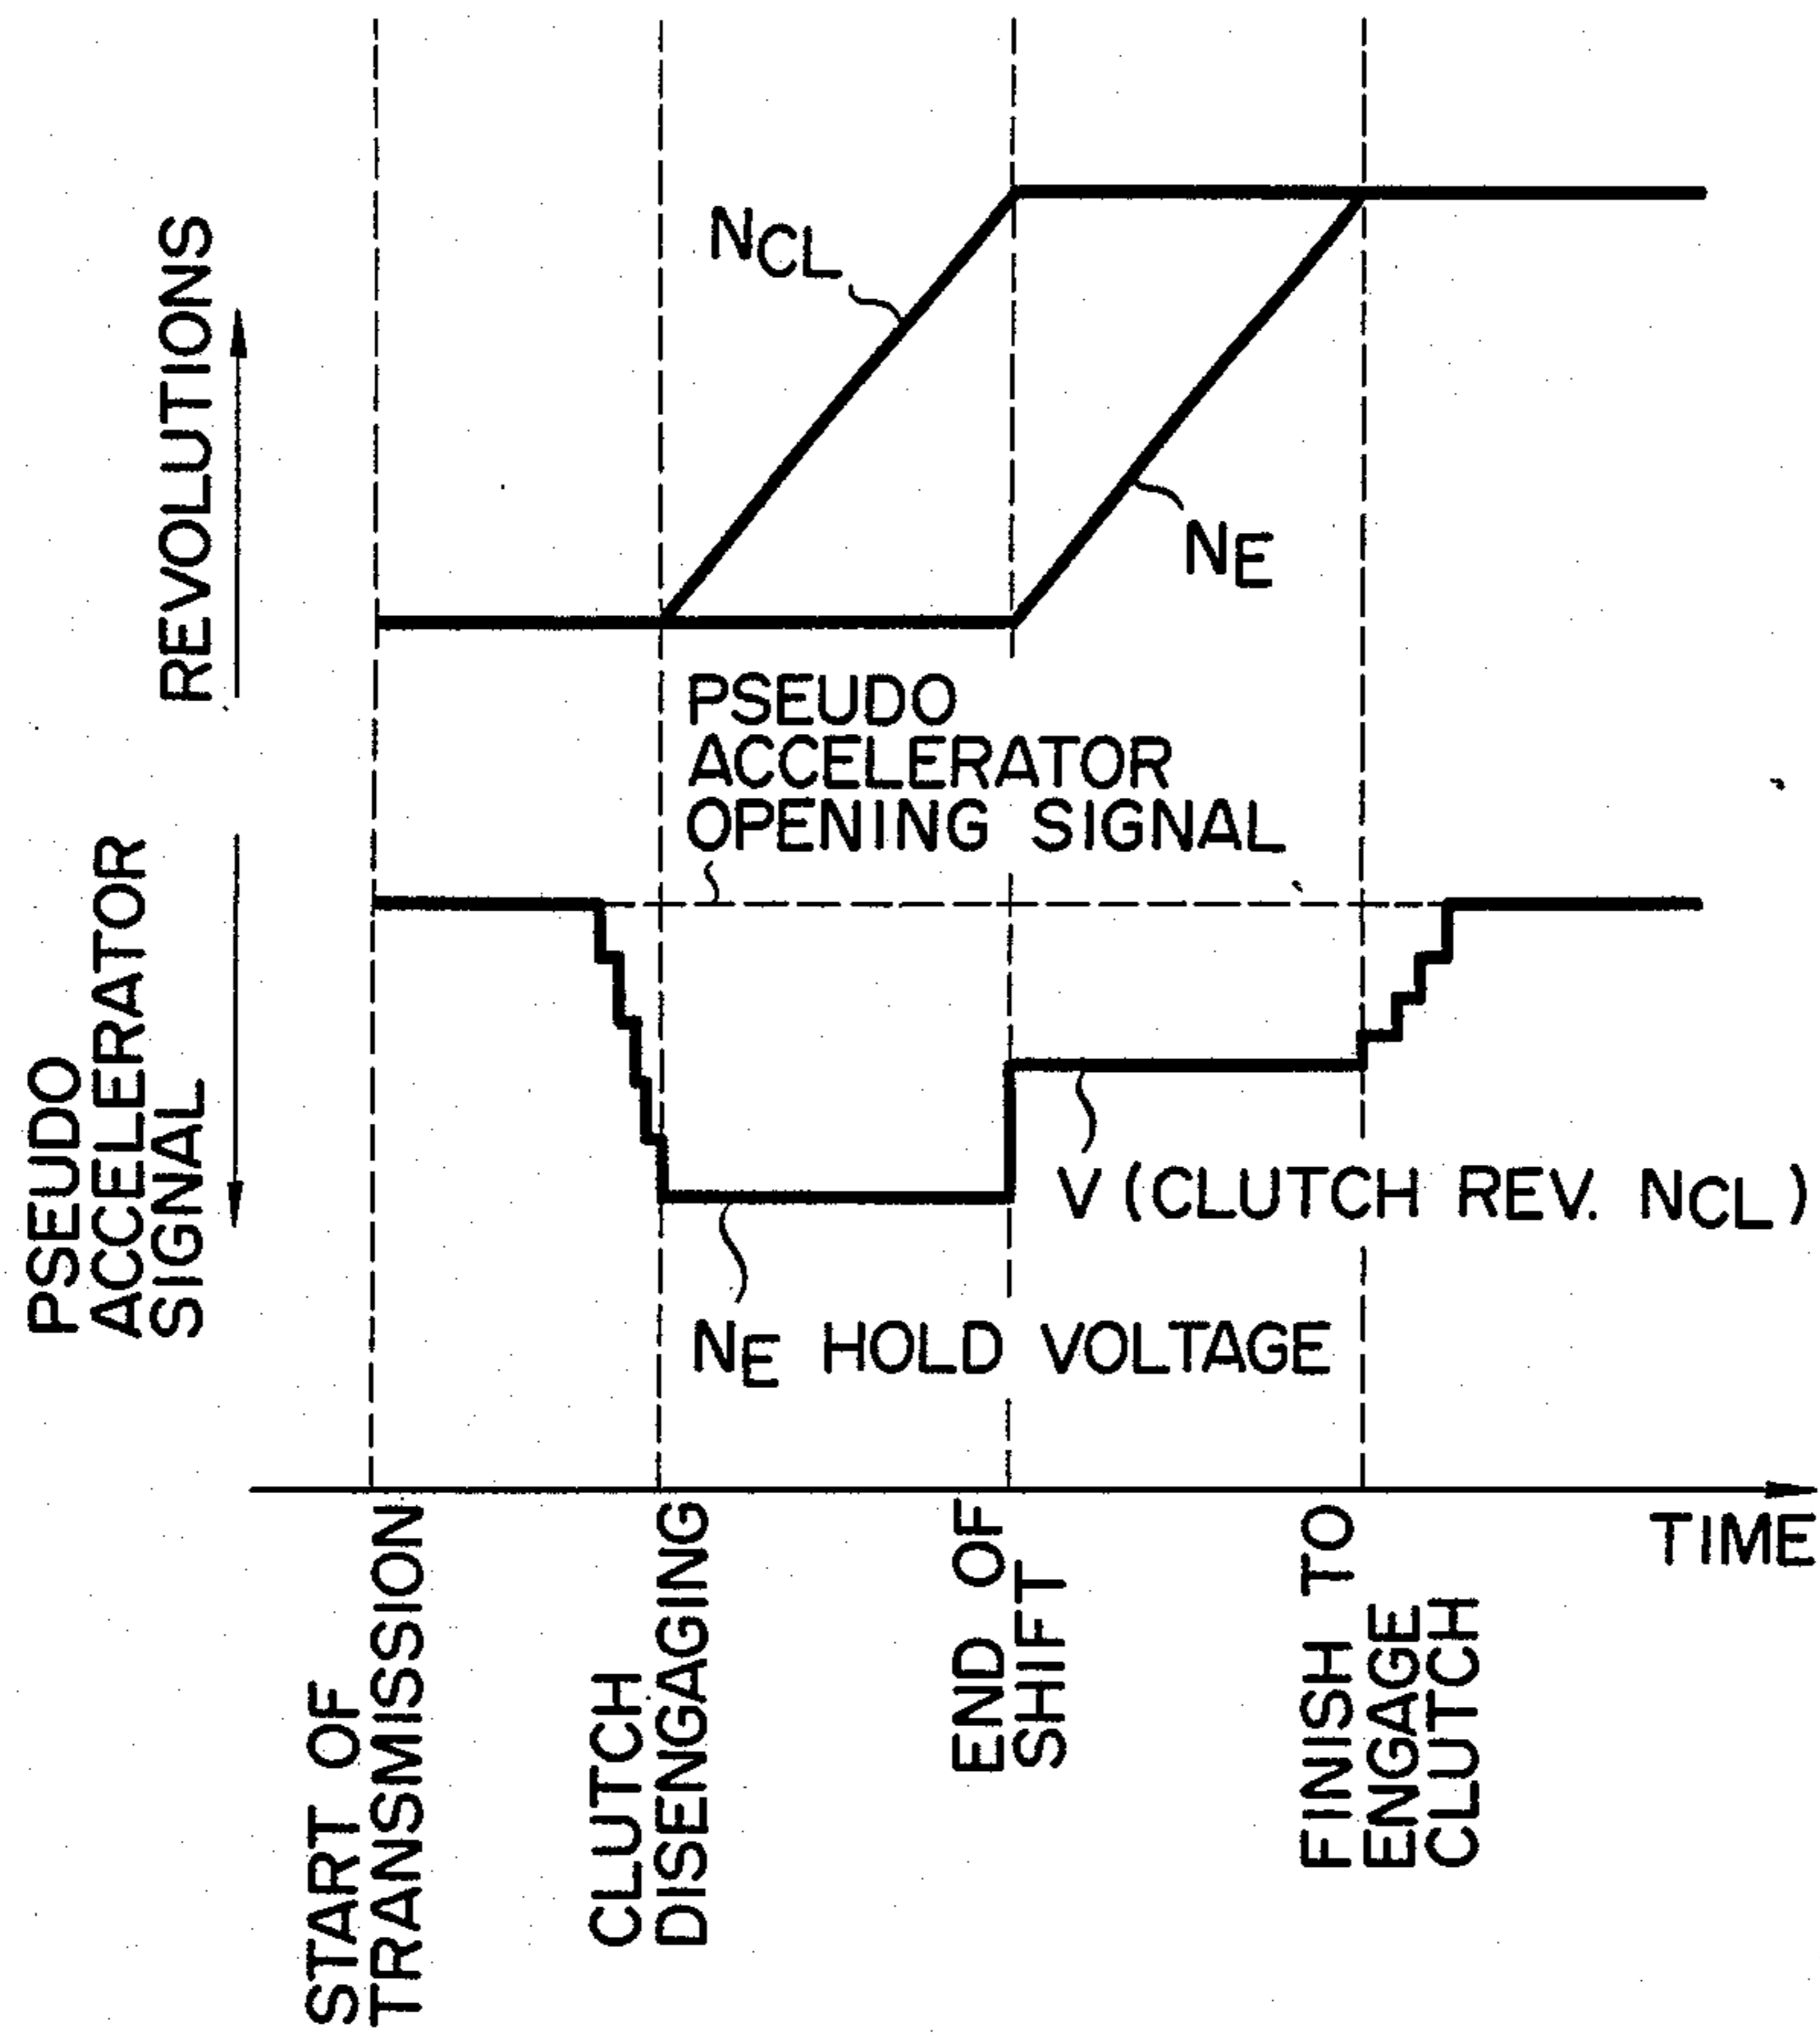 REVOLUTIONS
NCL
NE
PSEUDO
ACCELERATOR
OPENING SIGNAL
PSEUDO
ACCELERATOR
SIGNAL
V (CLUTCH REV. NCL)
NE HOLD VOLTAGE
TIME
START OF
TRANSMISSION
CLUTCH
DISENGAGING
END OF
SHIFT
FINISH TO
ENGAGE
CLUTCH